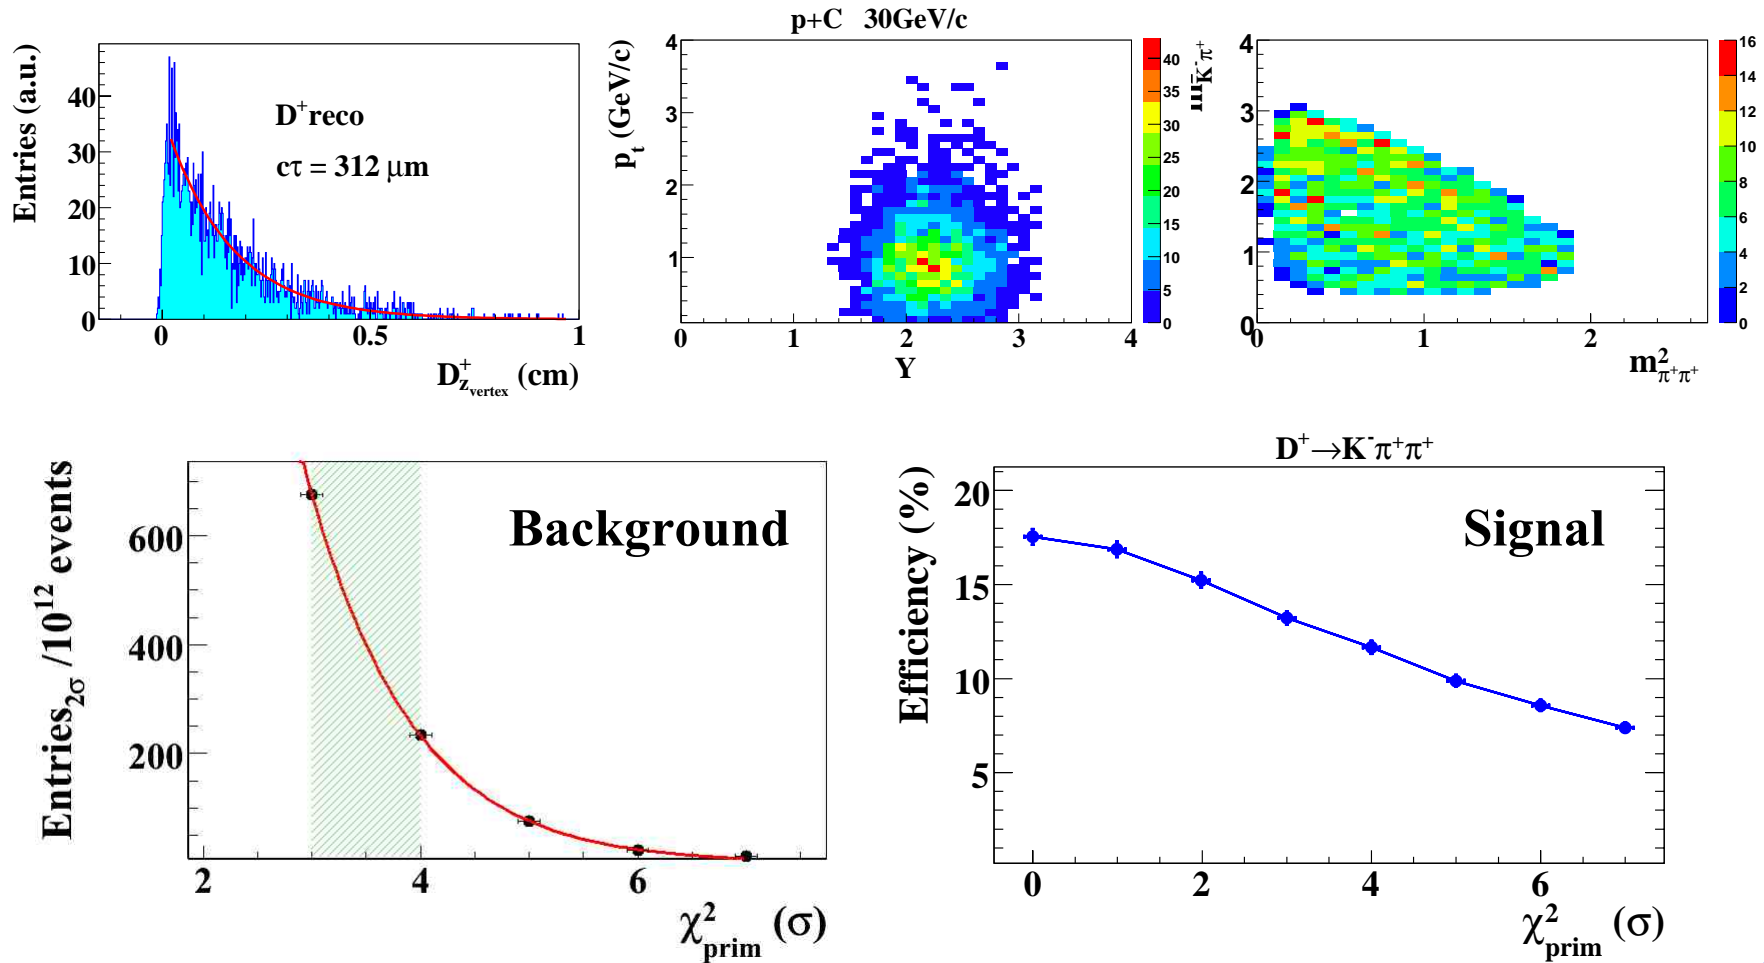 p+C 30GeV/c
Entries (a.u.)
40
30
20
10
0
D⁺reco
cτ = 312 μm
0 0.5 1
D⁺z_vertex (cm)
p_t (GeV/c)
4
3
2
1
0 1 2 3 4
Y
40
35
30
25
20
15
10
5
0
m²K⁻π⁺
4
3
2
1
0
0 1 2
m²π⁺π⁺
16
14
12
10
8
6
4
2
0
Entries₂σ /10¹² events
600
400
200
Background
2 4 6
χ²prim (σ)
D⁺→K⁻π⁺π⁺
Efficiency (%)
20
15
10
5
Signal
0 2 4 6
χ²prim (σ)